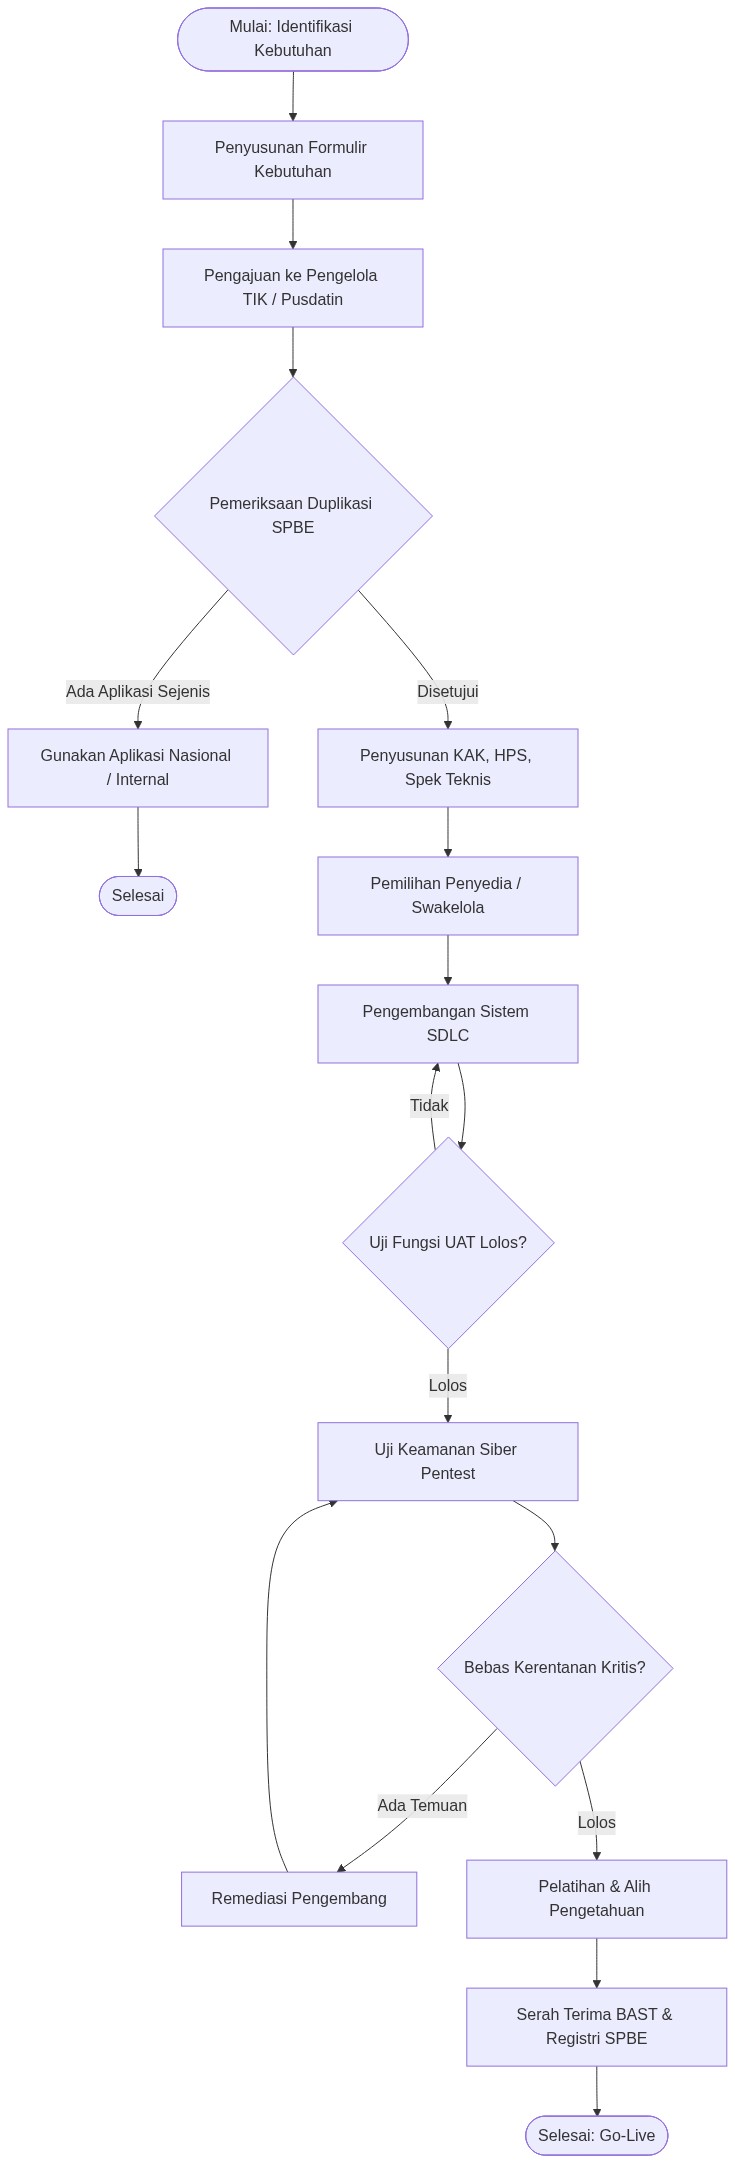 Mulai: Identifikasi
Kebutuhan
Penyusunan Formulir
Kebutuhan
Pengajuan ke Pengelola
TIK / Pusdatin
Pemeriksaan Duplikasi
SPBE
Ada Aplikasi Sejenis
Disetujui
Gunakan Aplikasi Nasional
/ Internal
Penyusunan KAK, HPS,
Spek Teknis
Selesai
Pemilihan Penyedia /
Swakelola
Pengembangan Sistem
SDLC
Tidak
Uji Fungsi UAT Lolos?
Lolos
Uji Keamanan Siber
Pentest
Bebas Kerentanan Kritis?
Ada Temuan
Lolos
Remediasi Pengembang
Pelatihan & Alih
Pengetahuan
Serah Terima BAST &
Registri SPBE
Selesai: Go-Live